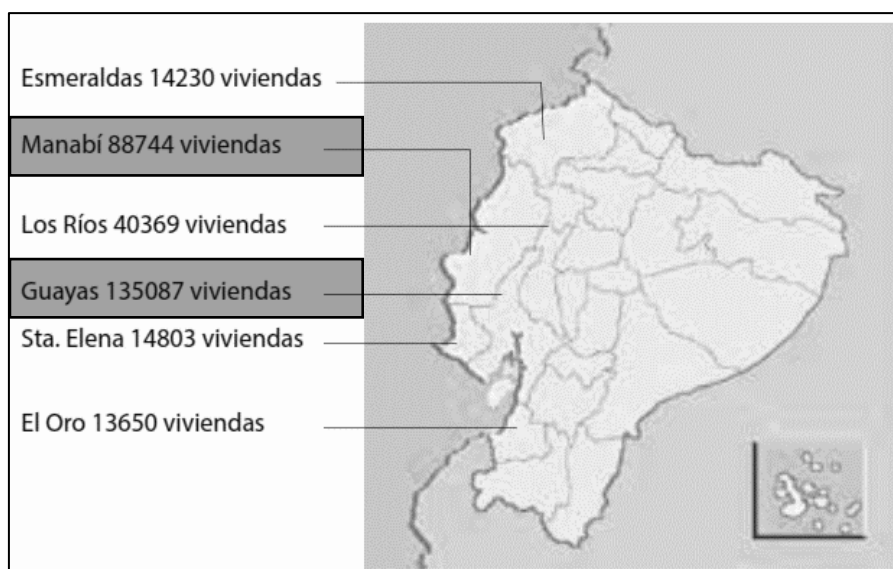 Esmeraldas 14230 viviendas
Manabí 88744 viviendas
Los Ríos 40369 viviendas
Guayas 135087 viviendas
Sta. Elena 14803 viviendas
El Oro 13650 viviendas